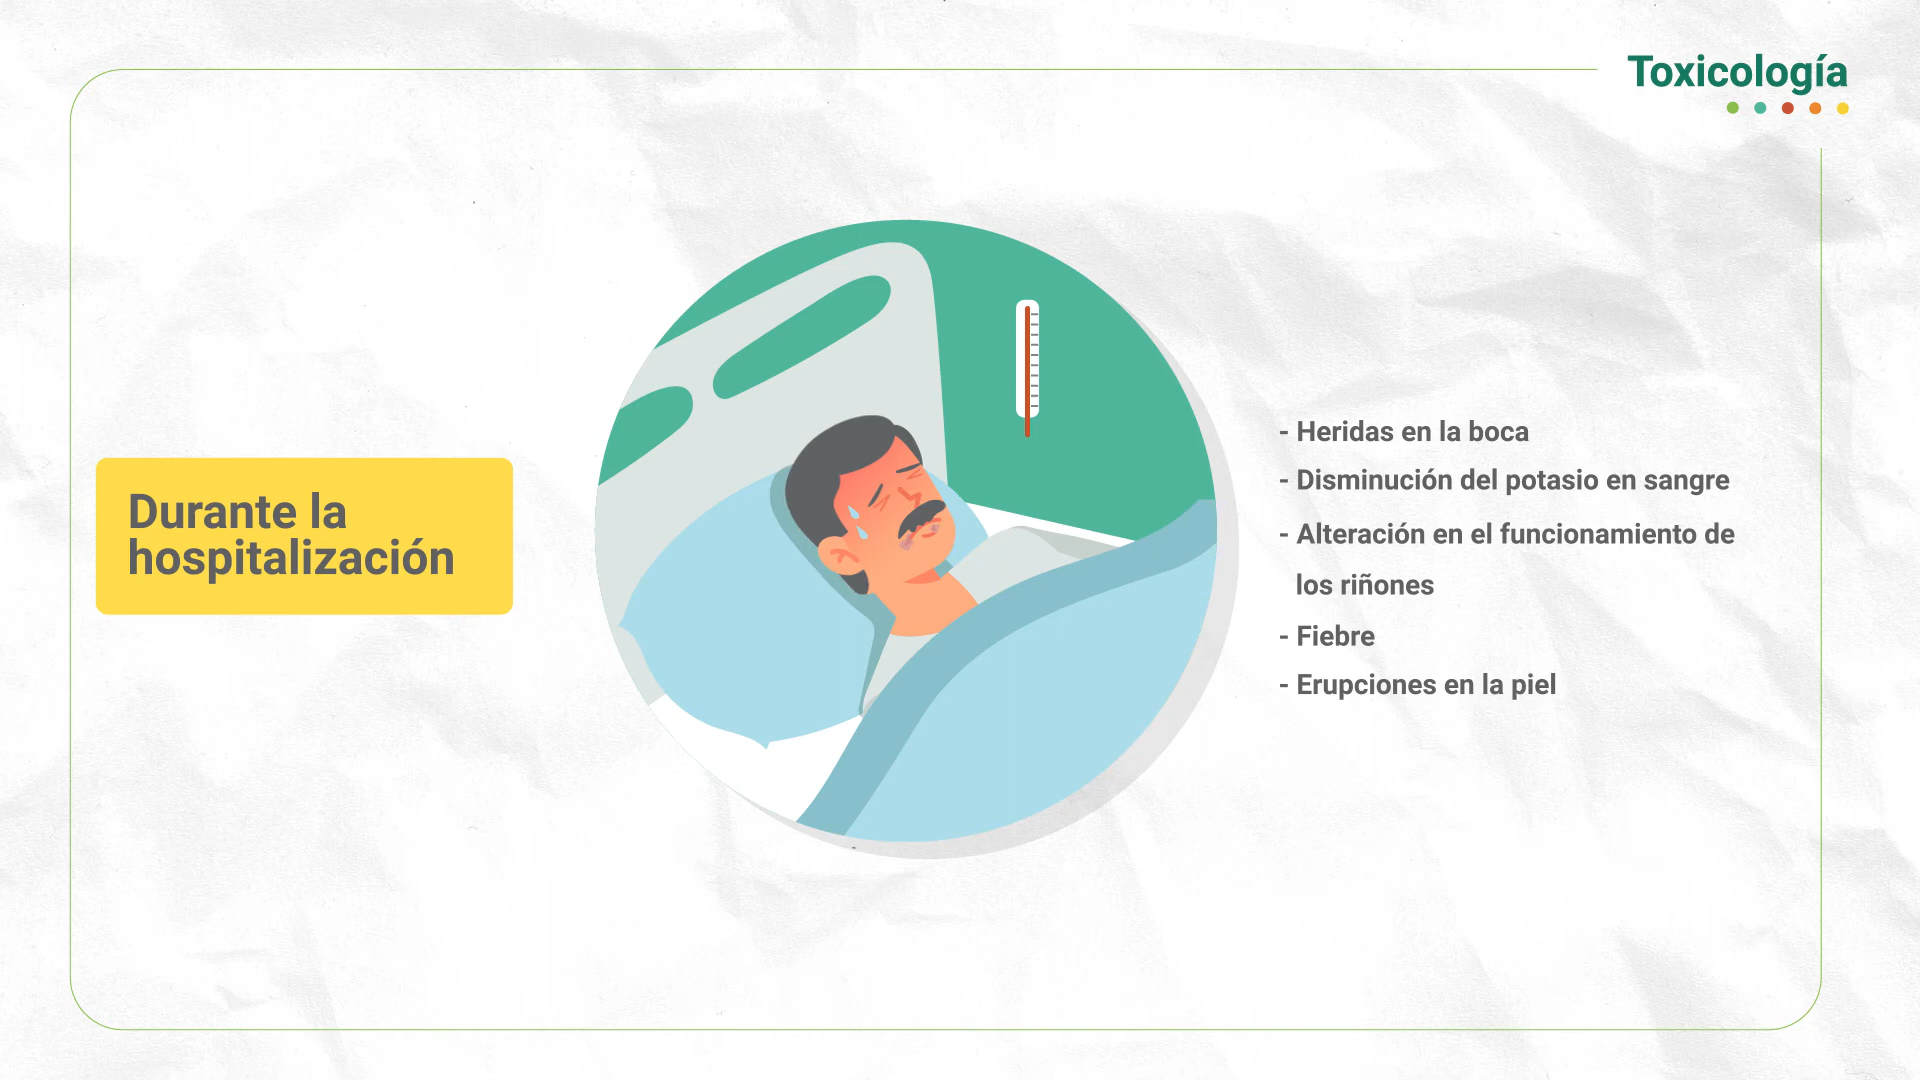 Toxicología
Durante la
hospitalización
- Heridas en la boca
- Disminución del potasio en sangre
- Alteración en el funcionamiento de
los riñones
- Fiebre
- Erupciones en la piel